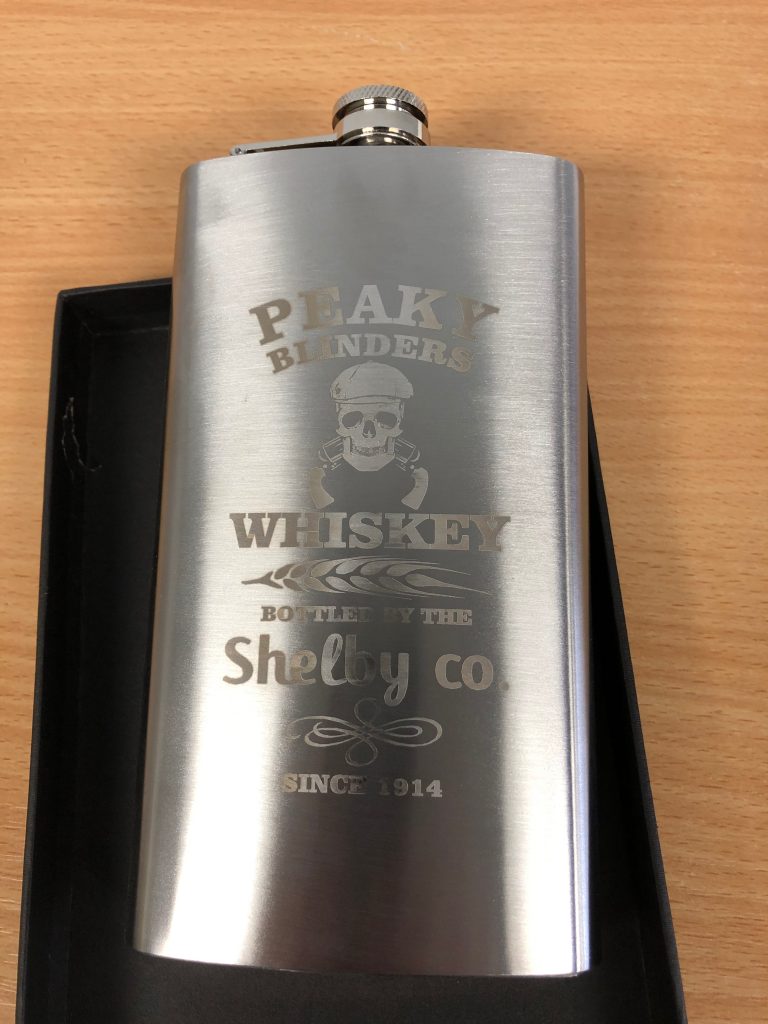 PEAKY
BLINDERS
WHISKEY
BOTTLED BY THE
Shelby co.
SINCE 1914